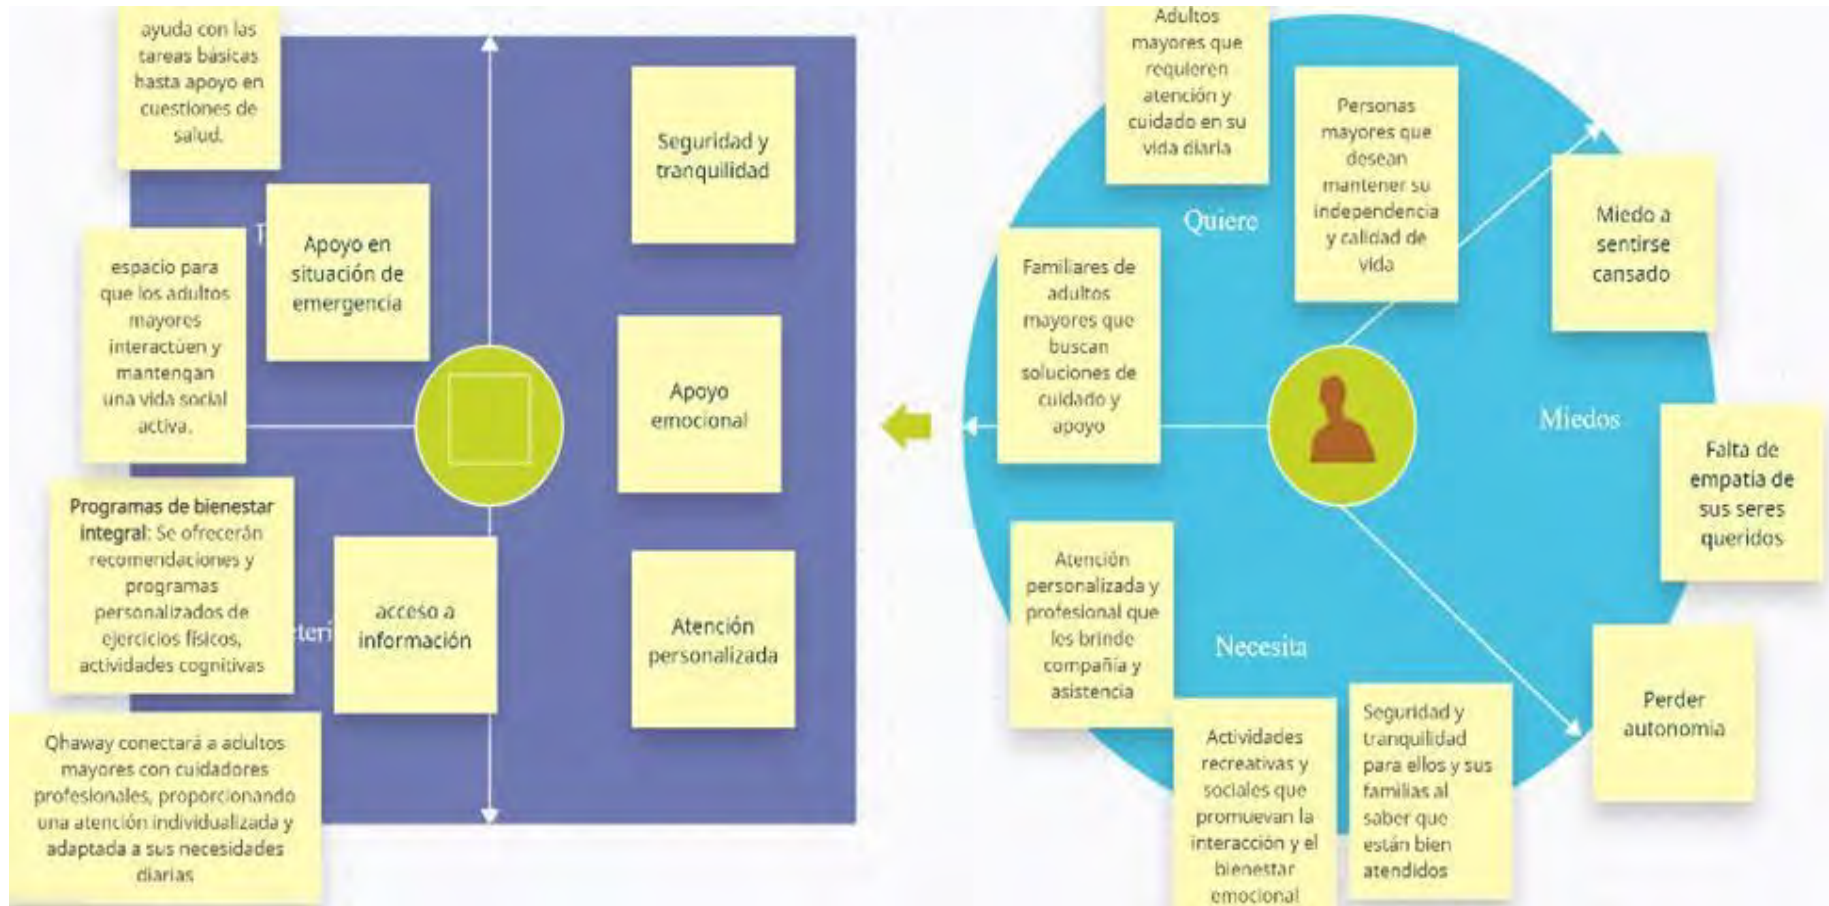 ayuda con las
tareas básicas
hasta apoyo en
cuestiones de
salud.
Apoyo en
situación de
emergencia
espacio para
que los adultos
mayores
interactúen y
mantengan
una vida social
activa.
Programas de bienestar
integral: Se ofrecerán
recomendaciones y
programas
personalizados de
ejercicios físicos,
actividades cognitivas
acceso a
información
Qhaway conectará a adultos
mayores con cuidadores
profesionales, proporcionando
una atención individualizada y
adaptada a sus necesidades
diarias
Seguridad y
tranquilidad
Apoyo
emocional
Atención
personalizada
Adultos
mayores que
requieren
atención y
cuidado en su
vida diaria
Quiere
Personas
mayores que
desean
mantener su
independencia
y calidad de
vida
Familiares de
adultos
mayores que
buscan
soluciones de
cuidado y
apoyo
Miedo a
sentirse
cansado
Miedos
Falta de
empatia de
sus seres
queridos
Perder
autonomia
Necesita
Atención
personalizada y
profesional que
les brinde
compañía y
asistencia
Actividades
recreativas y
sociales que
promuevan la
interacción y el
bienestar
emocional
Seguridad y
tranquilidad
para ellos y sus
familias al
saber que
están bien
atendidos